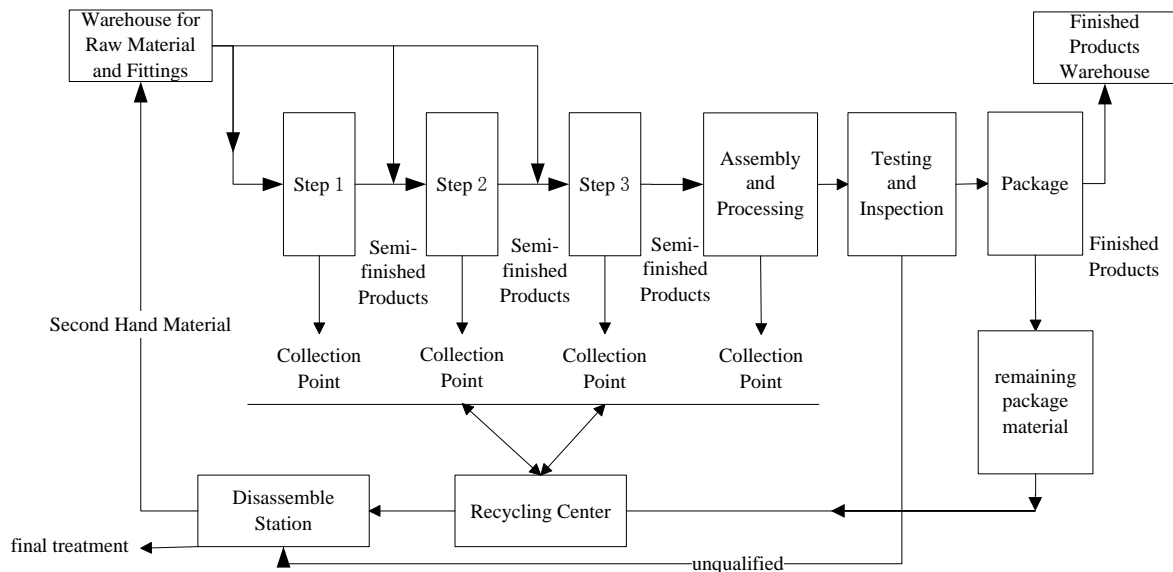 Warehouse for
Raw Material
and Fittings
Finished
Products
Warehouse
Step 1
Step 2
Step 3
Assembly
and
Processing
Testing
and
Inspection
Package
Semi-
finished
Products
Semi-
finished
Products
Semi-
finished
Products
Finished
Products
Second Hand Material
Collection
Point
Collection
Point
Collection
Point
Collection
Point
remaining
package
material
Disassemble
Station
Recycling Center
final treatment
unqualified